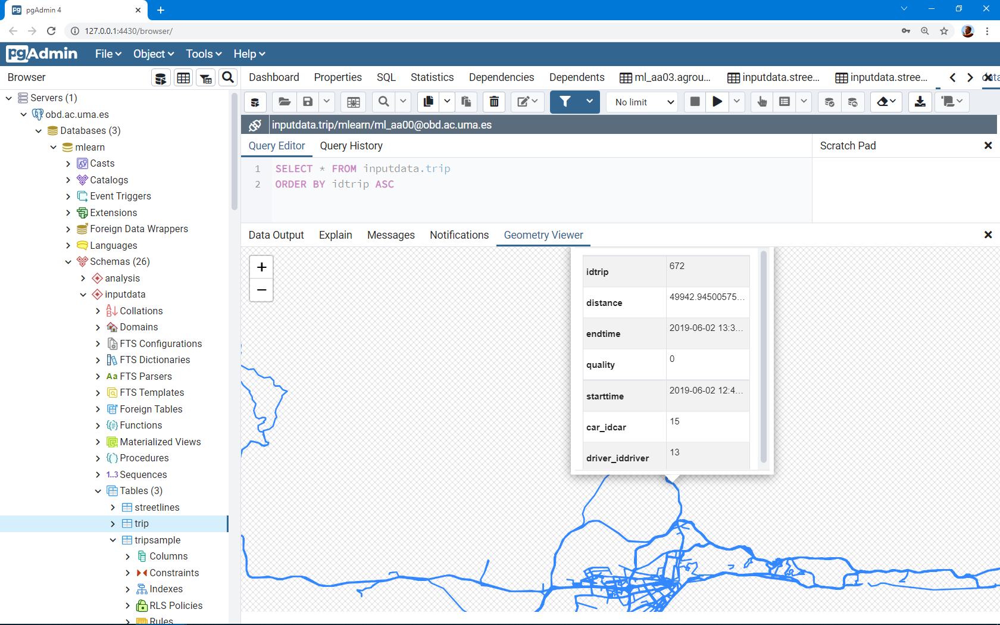 pgAdmin 4
127.0.0.1:4430/browser/
pgAdmin File Object Tools Help
Browser
Dashboard Properties SQL Statistics Dependencies Dependents ml_aa03.agrou... inputdata.stree... inputdata.stree...
No limit
inputdata.trip/mlearn/ml_aa00@obd.ac.uma.es
Query Editor Query History
Scratch Pad
1 SELECT * FROM inputdata.trip
2 ORDER BY idtrip ASC
Data Output Explain Messages Notifications Geometry Viewer
Servers (1)
obd.ac.uma.es
Databases (3)
mlearn
Casts
Catalogs
Event Triggers
Extensions
Foreign Data Wrappers
Languages
Schemas (26)
analysis
inputdata
Collations
Domains
FTS Configurations
FTS Dictionaries
Aa FTS Parsers
FTS Templates
Foreign Tables
Functions
Materialized Views
Procedures
1..3 Sequences
Tables (3)
streetlines
trip
tripsample
Columns
Constraints
Indexes
RLS Policies
Rules
+
−
idtrip 672
distance 49942.94500575...
endtime 2019-06-02 13:3...
quality 0
starttime 2019-06-02 12:4...
car_idcar 15
driver_iddriver 13